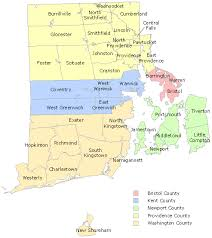 Woonsocket
Burrillville
North Smithfield
Cumberland
Central Falls
Lincoln
Smithfield
Glocester
Pawtucket
North Providence
East Providence
Providence
Foster
Scituate
Johnston
Cranston
Barrington
Warren
Bristol
Coventry
West Warwick
Warwick
West Greenwich
East Greenwich
Tiverton
Portsmouth
Exeter
North Kingstown
Jamestown
Middletown
Little Compton
Newport
Hopkinton
Richmond
South Kingstown
Narragansett
Charlestown
Westerly
New Shoreham
Bristol County
Kent County
Newport County
Providence County
Washington County